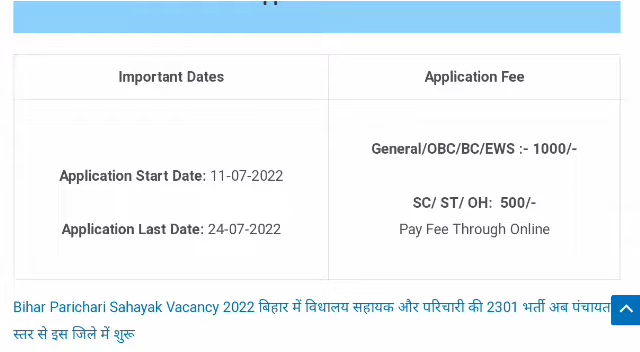 Important Dates
Application Fee
Application Start Date: 11-07-2022
Application Last Date: 24-07-2022
General/OBC/BC/EWS :- 1000/-
SC/ ST/ OH: 500/-
Pay Fee Through Online
Bihar Parichari Sahayak Vacancy 2022 बिहार में विधालय सहायक और परिचारी की 2301 भर्ती अब पंचायत
स्तर से इस जिले में शुरू